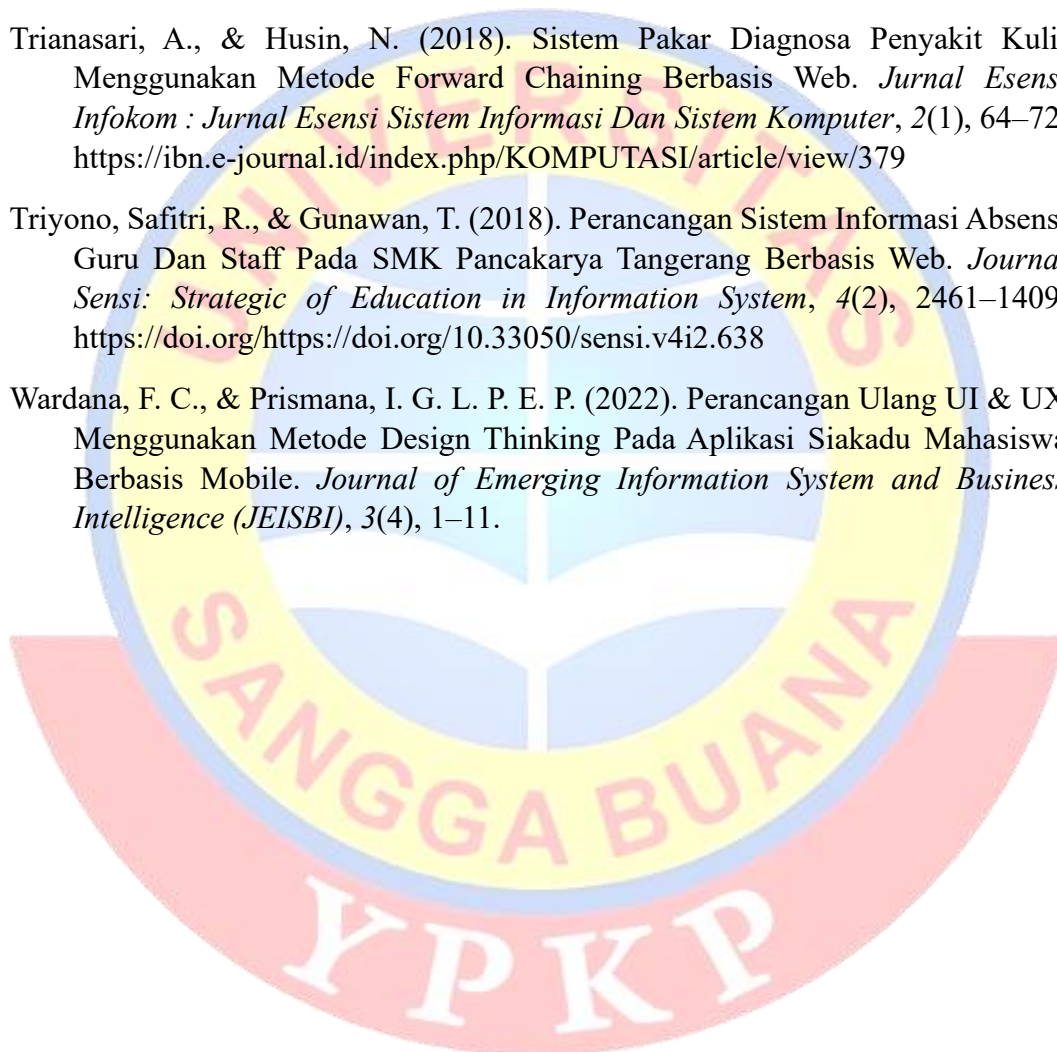 Trianasari, A., & Husin, N. (2018). Sistem Pakar Diagnosa Penyakit Kuli
Menggunakan Metode Forward Chaining Berbasis Web. Jurnal Esens
Infokom : Jurnal Esensi Sistem Informasi Dan Sistem Komputer, 2(1), 64–72
https://ibn.e-journal.id/index.php/KOMPUTASI/article/view/379
Triyono, Safitri, R., & Gunawan, T. (2018). Perancangan Sistem Informasi Absens
Guru Dan Staff Pada SMK Pancakarya Tangerang Berbasis Web. Journa
Sensi: Strategic of Education in Information System, 4(2), 2461–1409
https://doi.org/https://doi.org/10.33050/sensi.v4i2.638
Wardana, F. C., & Prismana, I. G. L. P. E. P. (2022). Perancangan Ulang UI & UX
Menggunakan Metode Design Thinking Pada Aplikasi Siakadu Mahasiswa
Berbasis Mobile. Journal of Emerging Information System and Business
Intelligence (JEISBI), 3(4), 1–11.
UNIVERSITAS
SANGGA BUANA
YPKP